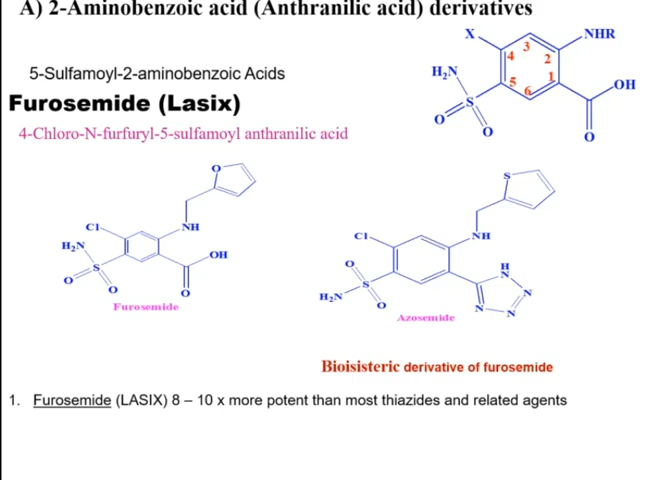 A) 2-Aminobenzoic acid (Anthranilic acid) derivatives
X
NHR
3
4
2
H₂N
5
1
6
OH
S
O
O
O
5-Sulfamoyl-2-aminobenzoic Acids
Furosemide (Lasix)
4-Chloro-N-furfuryl-5-sulfamoyl anthranilic acid
O
Cl
NH
H₂N
OH
S
O
O
O
Furosemide
S
Cl
NH
O
S
H
N
N
H₂N
O
N
N
Azosemide
Bioisisteric derivative of furosemide
1. Furosemide (LASIX) 8 – 10 x more potent than most thiazides and related agents